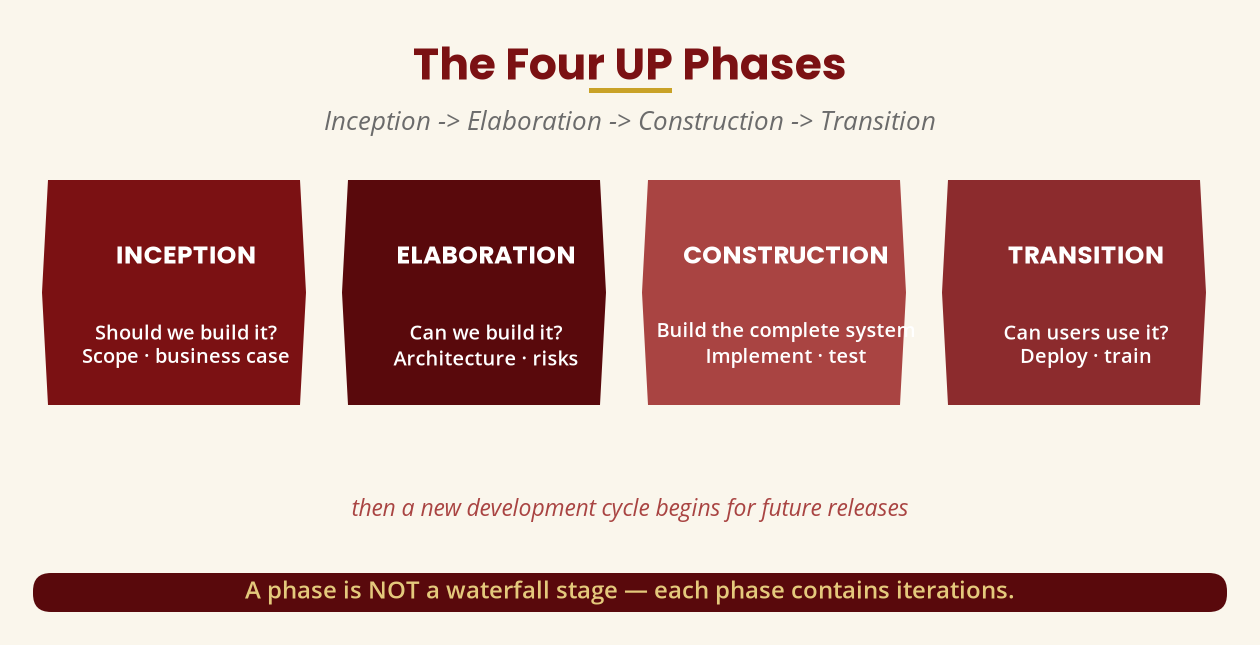 The Four UP Phases
Inception -> Elaboration -> Construction -> Transition
INCEPTION
Should we build it?
Scope · business case
ELABORATION
Can we build it?
Architecture · risks
CONSTRUCTION
Build the complete system
Implement · test
TRANSITION
Can users use it?
Deploy · train
then a new development cycle begins for future releases
A phase is NOT a waterfall stage — each phase contains iterations.